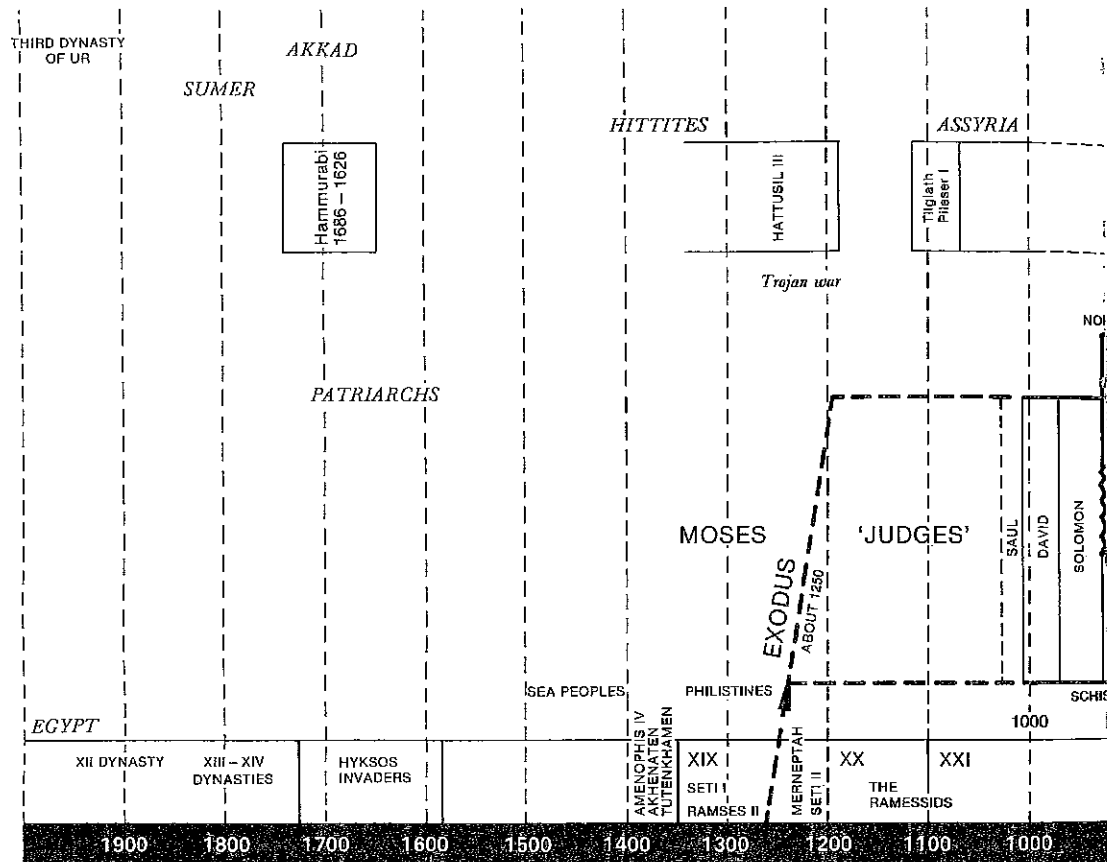 THIRD DYNASTY
OF UR
AKKAD
SUMER
HITTITES
ASSYRIA
Hammurabi
1686 – 1626
HATTUSIL III
Tilglath
Pileser I
Trojan war
PATRIARCHS
MOSES
EXODUS
ABOUT 1250
'JUDGES'
SAUL
DAVID
SOLOMON
SEA PEOPLES
PHILISTINES
1000
EGYPT
XII DYNASTY
XIII – XIV
DYNASTIES
HYKSOS
INVADERS
AMENOPHIS IV
AKHENATEN
TUTENKHAMEN
XIX
SETI I
RAMSES II
MERNEPTAH
SETI II
XX
THE
RAMESSIDS
XXI
1900 1800 1700 1600 1500 1400 1300 1200 1100 1000